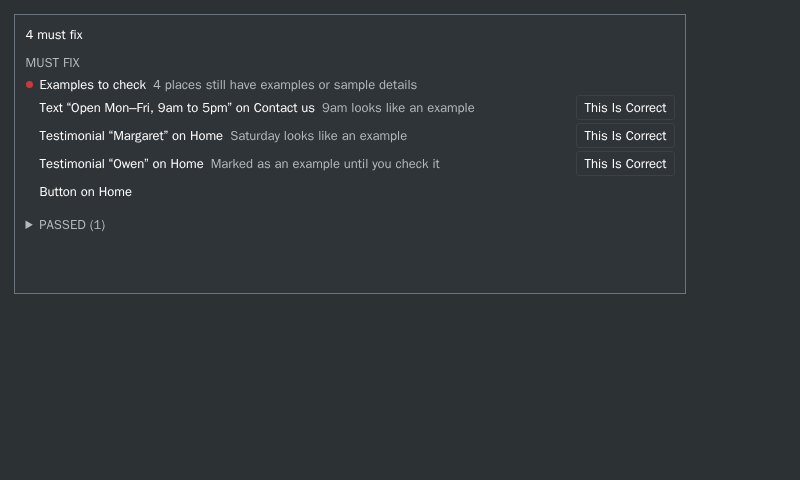 4 must fix
MUST FIX
Examples to check 4 places still have examples or sample details
Text “Open Mon–Fri, 9am to 5pm” on Contact us 9am looks like an example This Is Correct
Testimonial “Margaret” on Home Saturday looks like an example This Is Correct
Testimonial “Owen” on Home Marked as an example until you check it This Is Correct
Button on Home
PASSED (1)